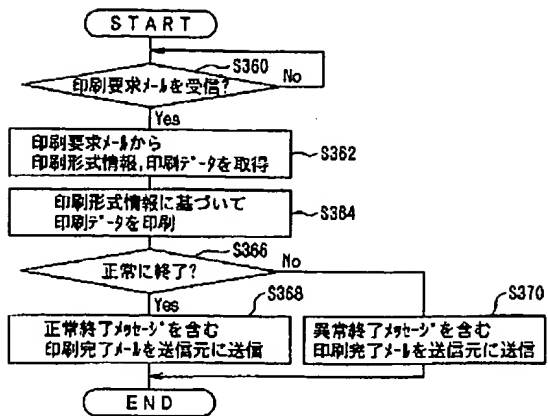 START
S360
印刷要求メールを受信?
No
Yes
印刷要求メールから
印刷形式情報,印刷データを取得
S362
印刷形式情報に基づいて
印刷データを印刷
S364
S366
正常に終了?
No
Yes
S368
正常終了メッセージを含む
印刷完了メールを送信元に送信
S370
異常終了メッセージを含む
印刷完了メールを送信元に送信
END